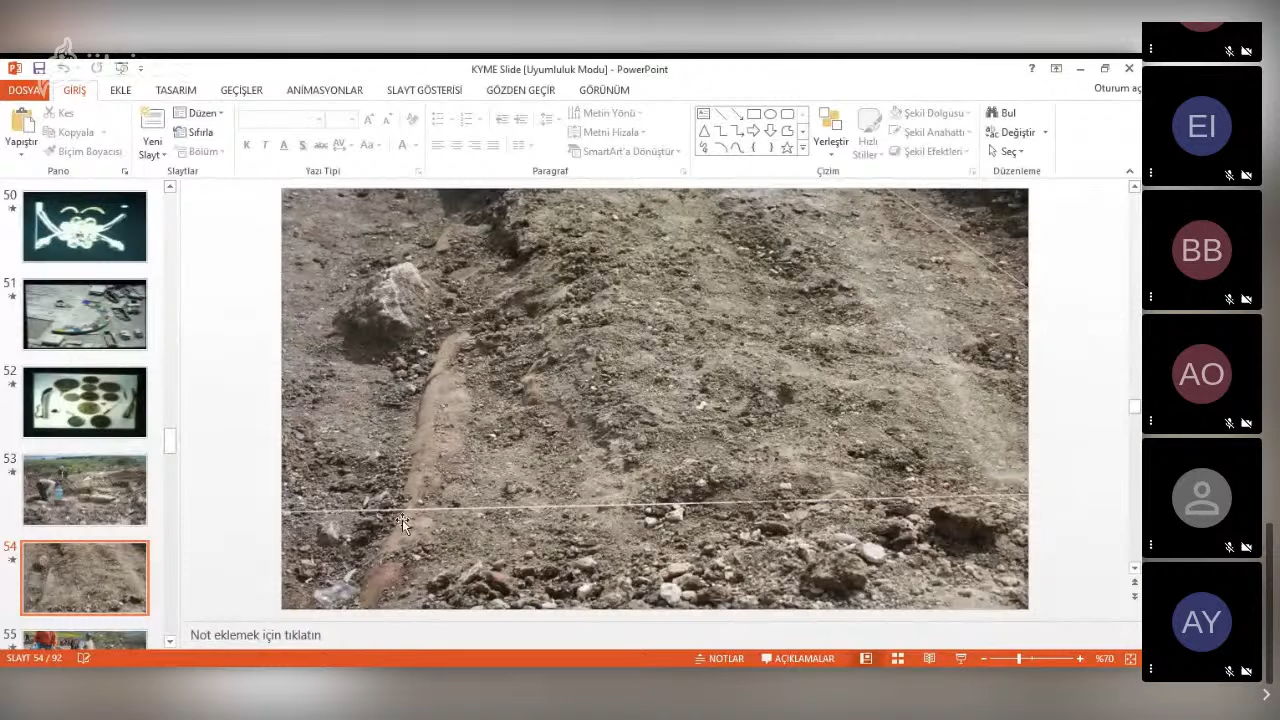 KYME Slide [Uyumluluk Modu] - PowerPoint
DOSYA GİRİŞ EKLE TASARIM GEÇİŞLER ANİMASYONLAR SLAYT GÖSTERİSİ GÖZDEN GEÇİR GÖRÜNÜM Oturum aç
Yapıştır
Kes
Kopyala
Biçim Boyacısı
Pano
Yeni Slayt
Düzen
Sıfırla
Bölüm
Slaytlar
K T A S abc AV Aa A
Yazı Tipi
Metin Yönü
Metni Hizala
SmartArt'a Dönüştür
Paragraf
Yerleştir
Hızlı Stiller
Şekil Dolgusu
Şekil Anahattı
Şekil Efektleri
Çizim
Bul
Değiştir
Seç
Düzenleme
50
51
52
53
54
55
Not eklemek için tıklatın
SLAYT 54 / 92
NOTLAR AÇIKLAMALAR %70
EI
BB
AO
AY